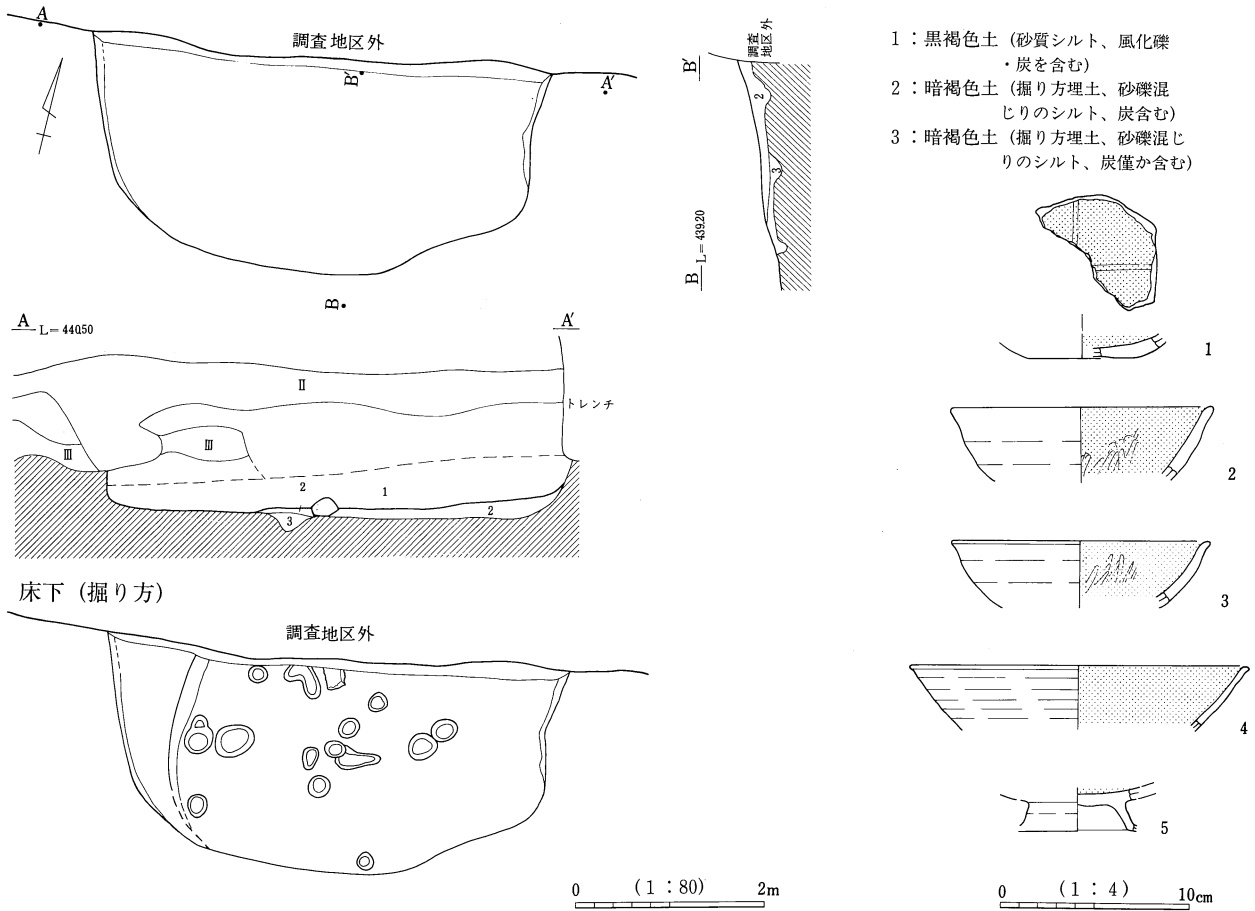 A
調査地区外
B′
A′
B
A
L=440.50
A′
II
トレンチ
III
III
2
1
3
2
床下（掘り方）
調査地区外
0 （1：80） 2m
B′
調査地区外
2
3
B
L=439.20
1：黒褐色土（砂質シルト、風化礫
・炭を含む）
2：暗褐色土（掘り方埋土、砂礫混
じりのシルト、炭含む）
3：暗褐色土（掘り方埋土、砂礫混じ
りのシルト、炭僅か含む）
1
2
3
4
5
0 （1：4） 10cm